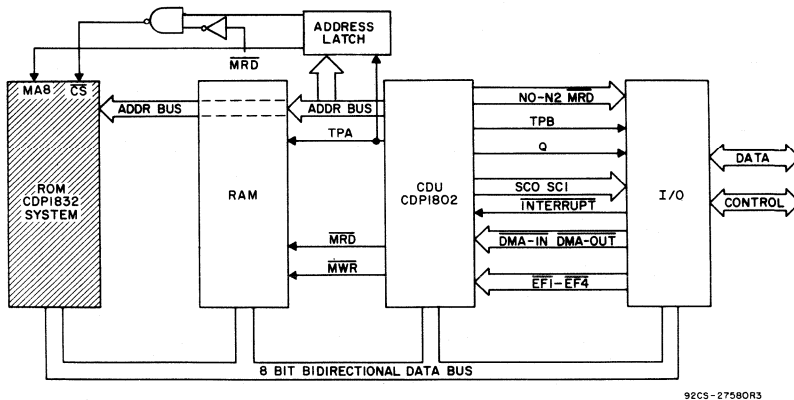 ADDRESS
LATCH
MRD
MA8 CS
ADDR BUS
ADDR BUS
NO-N2 MRD
TPA
TPB
Q
ROM
CDP1832
SYSTEM
RAM
CDU
CDP1802
I/O
DATA
SCO SCI
INTERRUPT
CONTROL
MRD
DMA-IN DMA-OUT
MWR
EF1-EF4
8 BIT BIDIRECTIONAL DATA BUS
92CS-27580R3